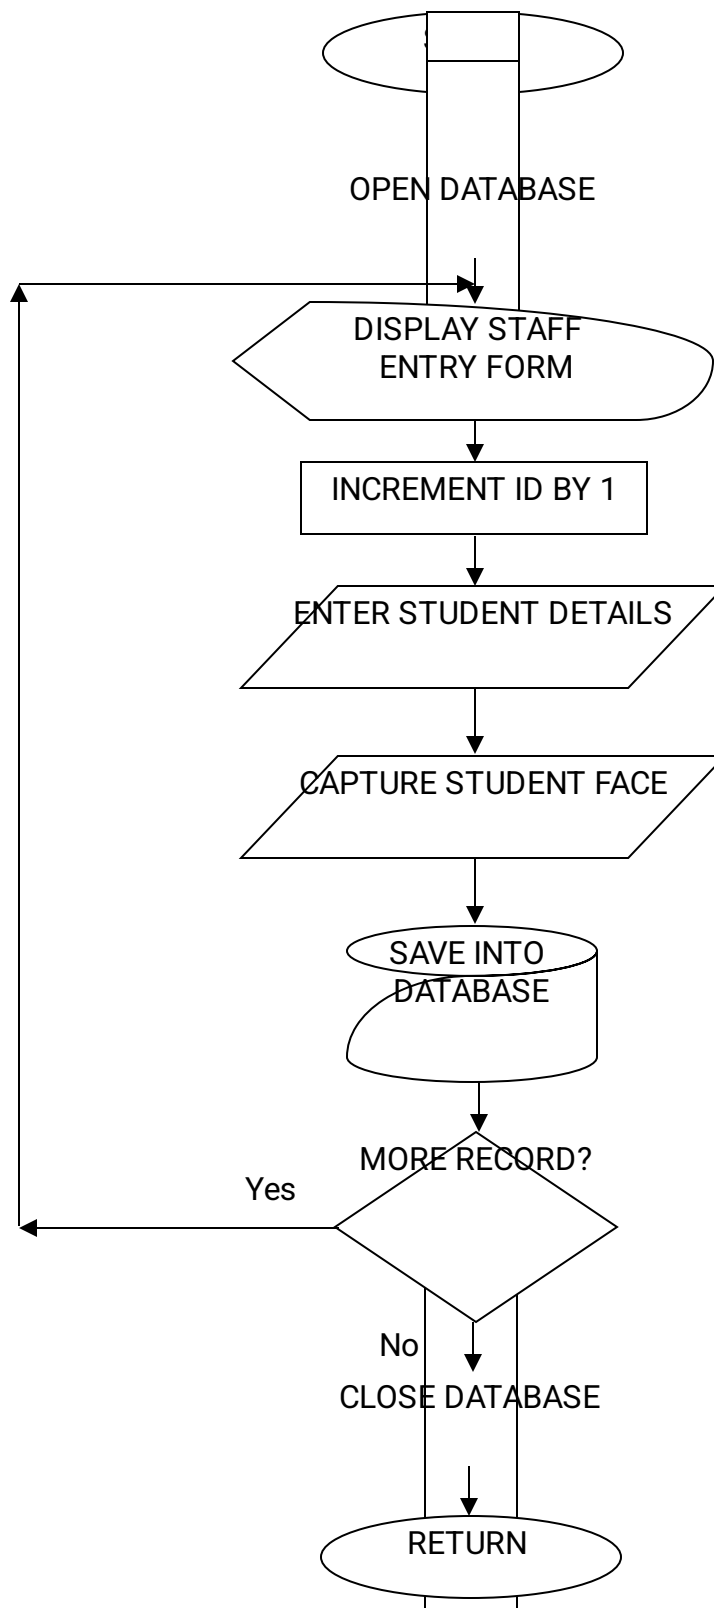 OPEN DATABASE
DISPLAY STAFF
ENTRY FORM
INCREMENT ID BY 1
ENTER STUDENT DETAILS
CAPTURE STUDENT FACE
SAVE INTO
DATABASE
MORE RECORD?
Yes
No
CLOSE DATABASE
RETURN